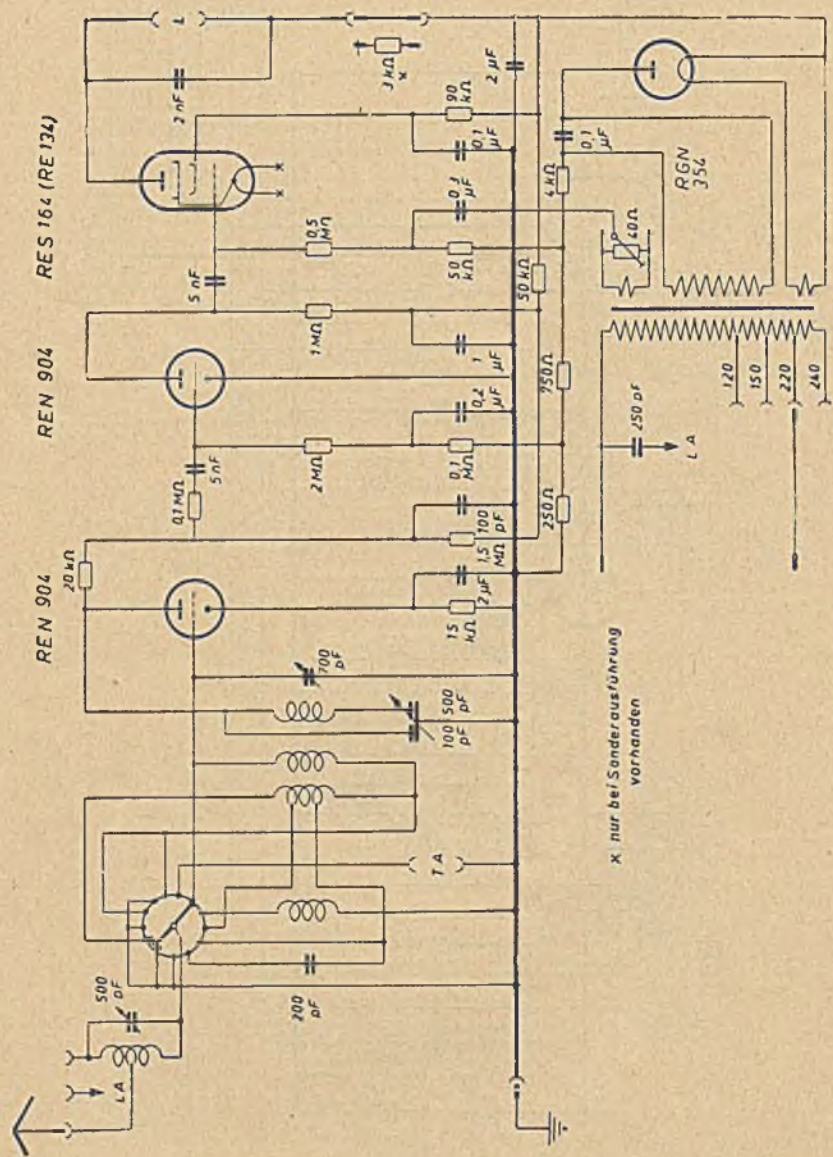 RES 164 (RE 134)
REN 904
REN 904
L
2 nF
3 kΩ
x
2 µF
90
kΩ
0,1
µF
0,1
µF
0,5
MΩ
50
kΩ
5 nF
1 MΩ
1
µF
0,2
µF
2 MΩ
0,1
MΩ
5 nF
0,1 MΩ
20 kΩ
100
pF
1,5
MΩ
2 µF
15
kΩ
100
pF
500
pF
100
pF
T A
200
pF
500
pF
L A
x
x
RGN
354
0,1
µF
4 kΩ
50 kΩ
750 Ω
250 Ω
60 Ω
120
150
220
240
250 pF
L A
x nur bei Sonderausführung
vorhanden